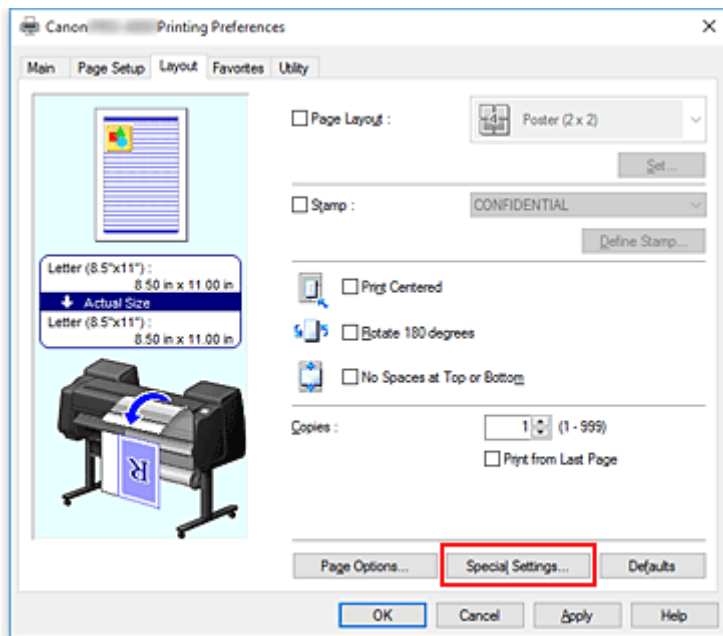 Canon Printing Preferences
Main Page Setup Layout Favorites Utility
Page Layout :
Poster (2 x 2)
Set...
Stamp :
CONFIDENTIAL
Define Stamp...
Letter (8.5"x11") :
8.50 in x 11.00 in
Actual Size
Letter (8.5"x11") :
8.50 in x 11.00 in
Print Centered
Rotate 180 degrees
No Spaces at Top or Bottom
Copies :
1 (1 - 999)
Print from Last Page
R
Page Options... Special Settings... Defaults
OK Cancel Apply Help